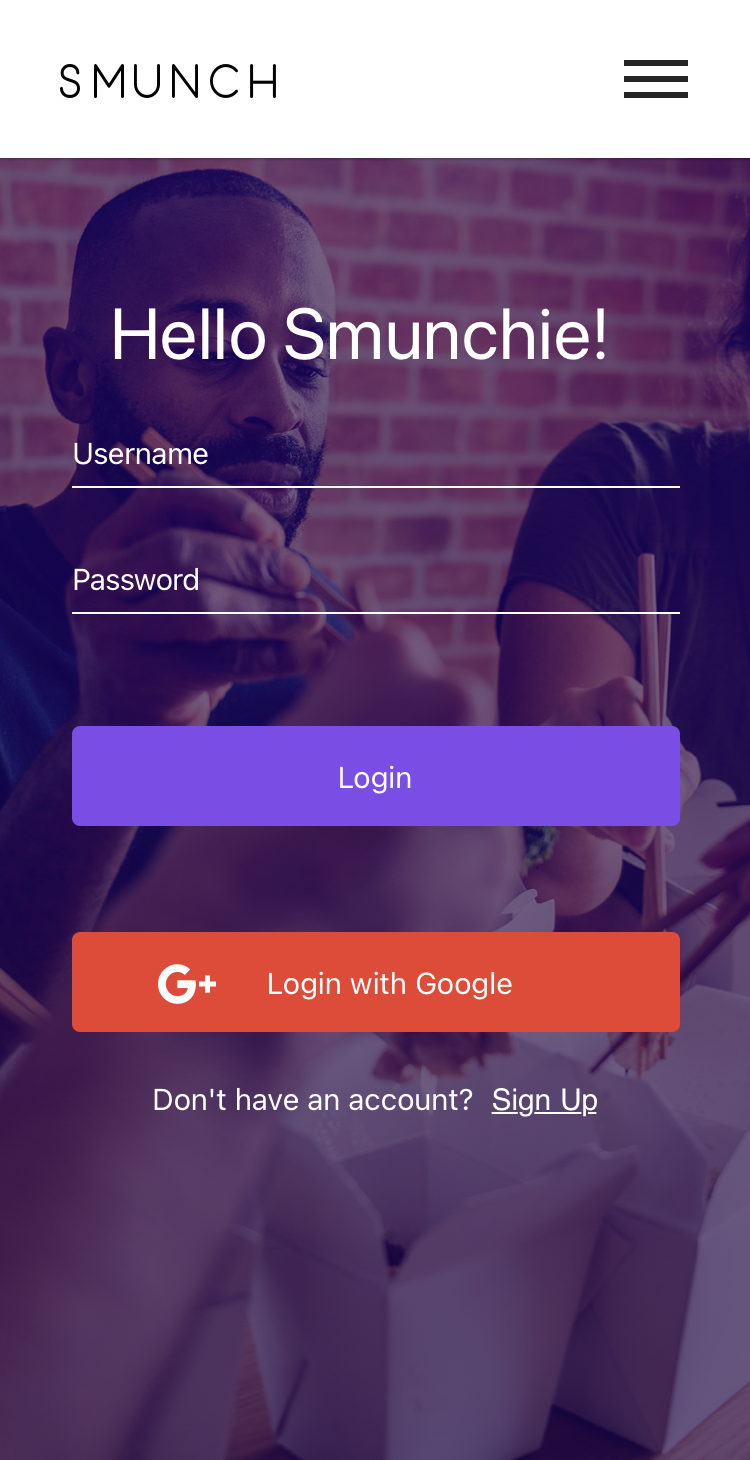 SMUNCH
Hello Smunchie!
Username
Password
Login
G+ Login with Google
Don't have an account? Sign Up